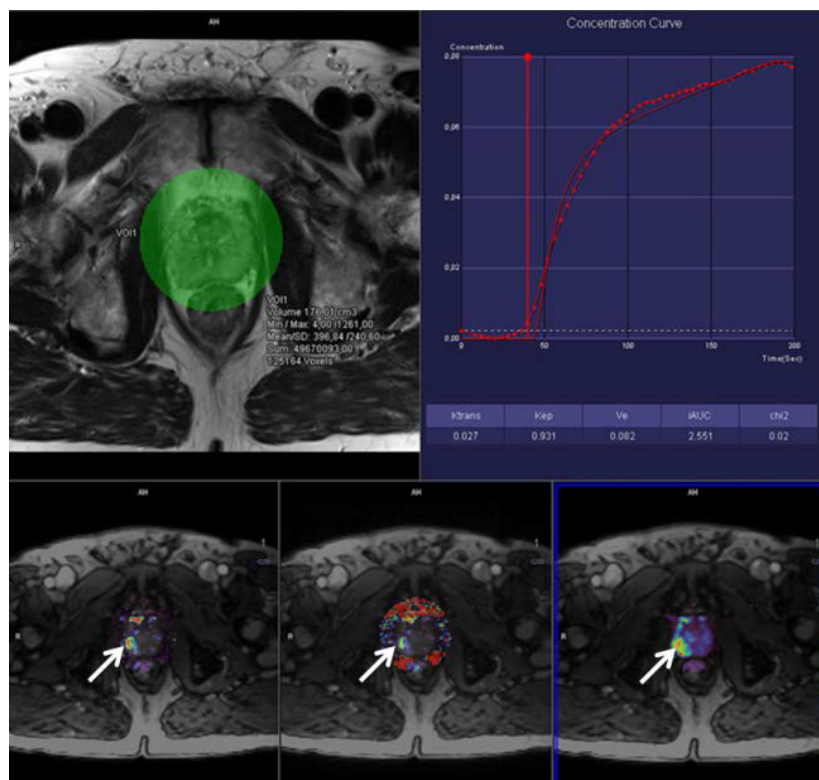 AH
R
VOI1
VOI1
Volume 176,01 cm3
Min / Max: 4,00 /1261,00
Mean/SD: 396,84 /240,60
Sum: 49670093,00
125164 Voxels
Concentration Curve
Concentration
0,08
0,06
0,04
0,02
0,00
0 50 100 150 200
Time(Sec)
Ktrans Kep Ve iAUC chi2
0.027 0.931 0.082 2.551 0.02
AH
1
R
AH
1
R
AH
1
R